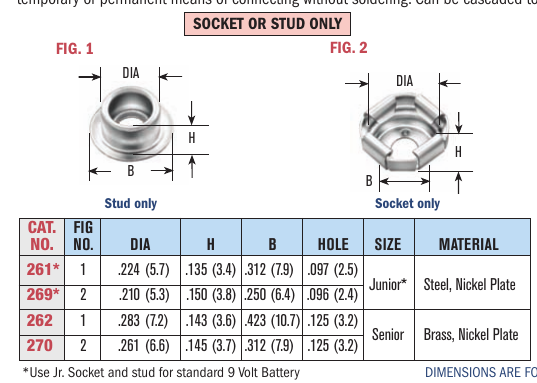 temporary or permanent means of connecting without soldering. Can be cascaded to
SOCKET OR STUD ONLY
FIG. 1 FIG. 2
DIA DIA
H H
B B
Stud only Socket only
CAT. NO. FIG NO. DIA H B HOLE SIZE MATERIAL
261* 1 .224 (5.7) .135 (3.4) .312 (7.9) .097 (2.5) Junior* Steel, Nickel Plate
269* 2 .210 (5.3) .150 (3.8) .250 (6.4) .096 (2.4)
262 1 .283 (7.2) .143 (3.6) .423 (10.7) .125 (3.2) Senior Brass, Nickel Plate
270 2 .261 (6.6) .145 (3.7) .312 (7.9) .125 (3.2)
*Use Jr. Socket and stud for standard 9 Volt Battery DIMENSIONS ARE FO